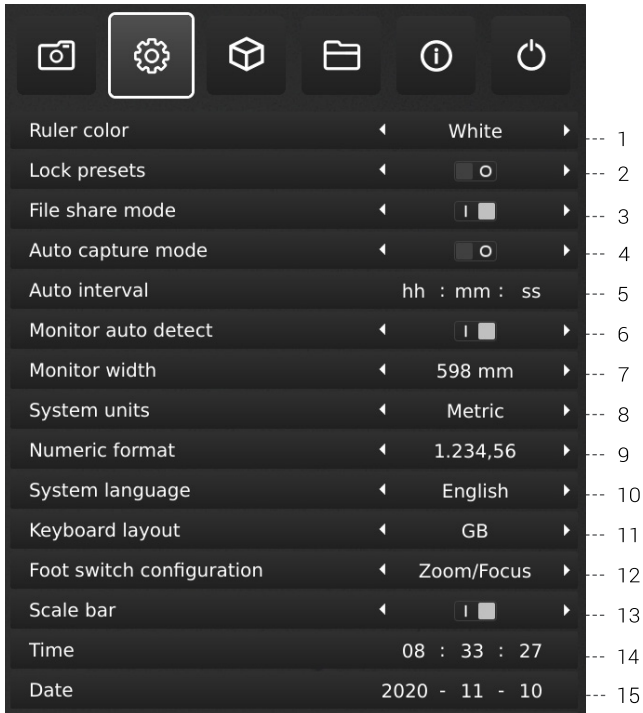 Ruler color White --- 1
Lock presets O --- 2
File share mode I --- 3
Auto capture mode O --- 4
Auto interval hh : mm : ss --- 5
Monitor auto detect I --- 6
Monitor width 598 mm --- 7
System units Metric --- 8
Numeric format 1.234,56 --- 9
System language English --- 10
Keyboard layout GB --- 11
Foot switch configuration Zoom/Focus --- 12
Scale bar I --- 13
Time 08 : 33 : 27 --- 14
Date 2020 - 11 - 10 --- 15